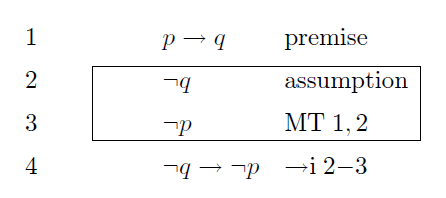 1 p → q premise
2 ¬q assumption
3 ¬p MT 1, 2
4 ¬q → ¬p →i 2−3